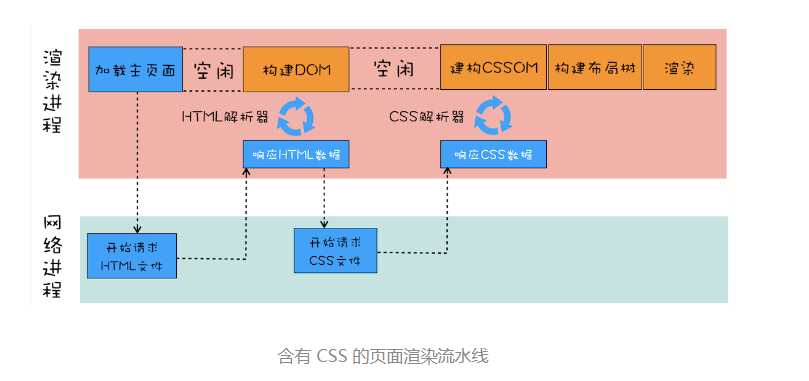 渲染进程
加载主页面
空闲
构建DOM
空闲
建构CSSOM
构建布局树
渲染
HTML解析器
CSS解析器
响应HTML数据
响应CSS数据
网络进程
开始请求
HTML文件
开始请求
CSS文件
含有 CSS 的页面渲染流水线